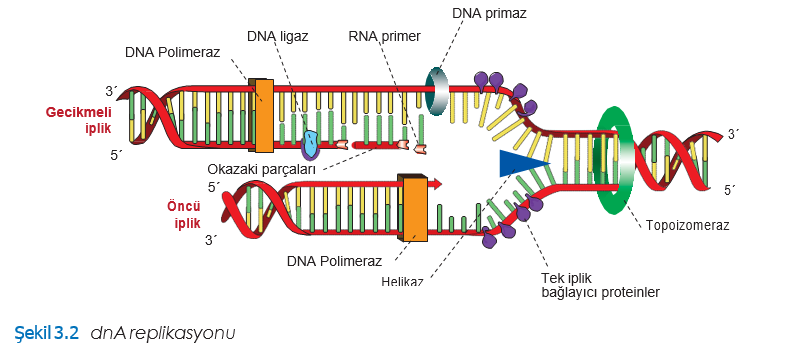 DNA primaz
DNA ligaz
RNA primer
DNA Polimeraz
3´
Gecikmeli
iplik
5´
Okazaki parçaları
3´
5´
5´
Öncü
iplik
3´
Topoizomeraz
DNA Polimeraz
Helikaz
Tek iplik
bağlayıcı proteinler
Şekil 3.2 dnA replikasyonu